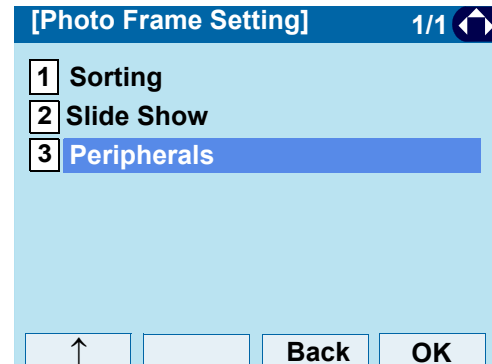 [Photo Frame Setting] 1/1
1 Sorting
2 Slide Show
3 Peripherals
↑ Back OK